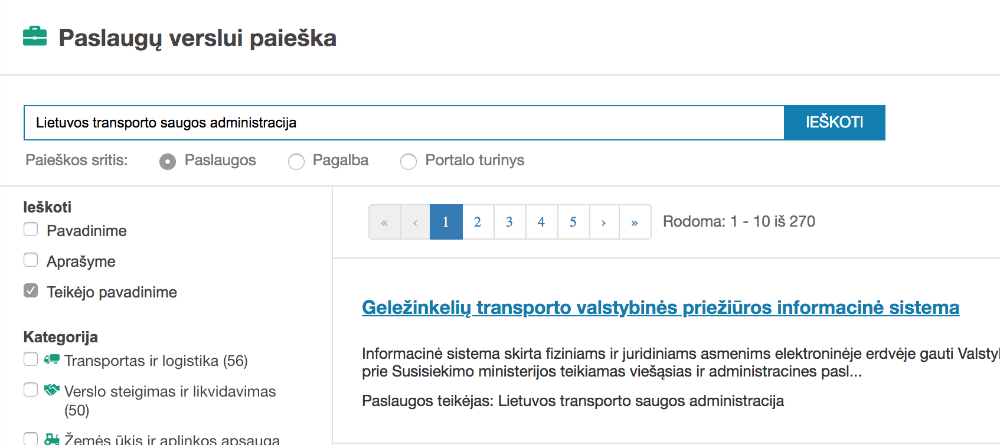 Paslaugų verslui paieška
Lietuvos transporto saugos administracija
IEŠKOTI
Paieškos sritis:
Paslaugos
Pagalba
Portalo turinys
Ieškoti
Pavadinime
Aprašyme
Teikėjo pavadinime
Kategorija
Transportas ir logistika (56)
Verslo steigimas ir likvidavimas
(50)
Žemės ūkis ir aplinkos apsauga
« ‹ 1 2 3 4 5 › »
Rodoma: 1 - 10 iš 270
Geležinkelių transporto valstybinės priežiūros informacinė sistema
Informacinė sistema skirta fiziniams ir juridiniams asmenims elektroninėje erdvėje gauti
prie Susisiekimo ministerijos teikiamas viešąsias ir administracines pasl...
Paslaugos teikėjas: Lietuvos transporto saugos administracija